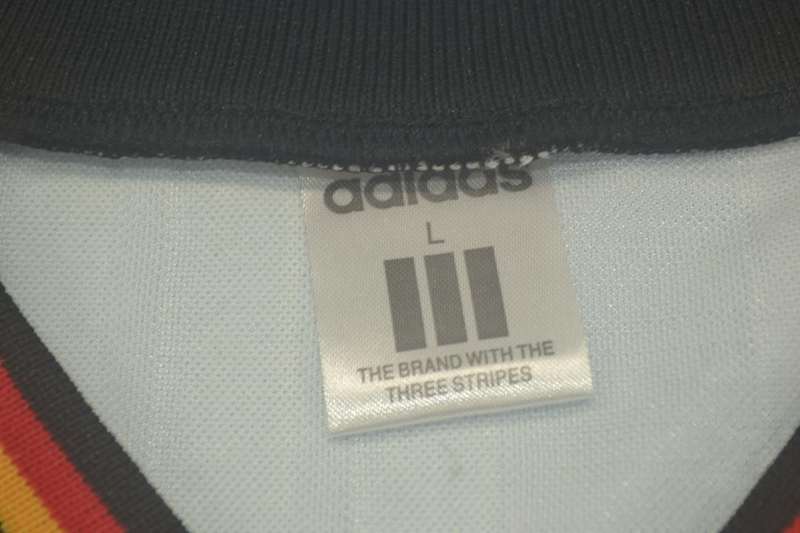 adidas
L
THE BRAND WITH THE
THREE STRIPES